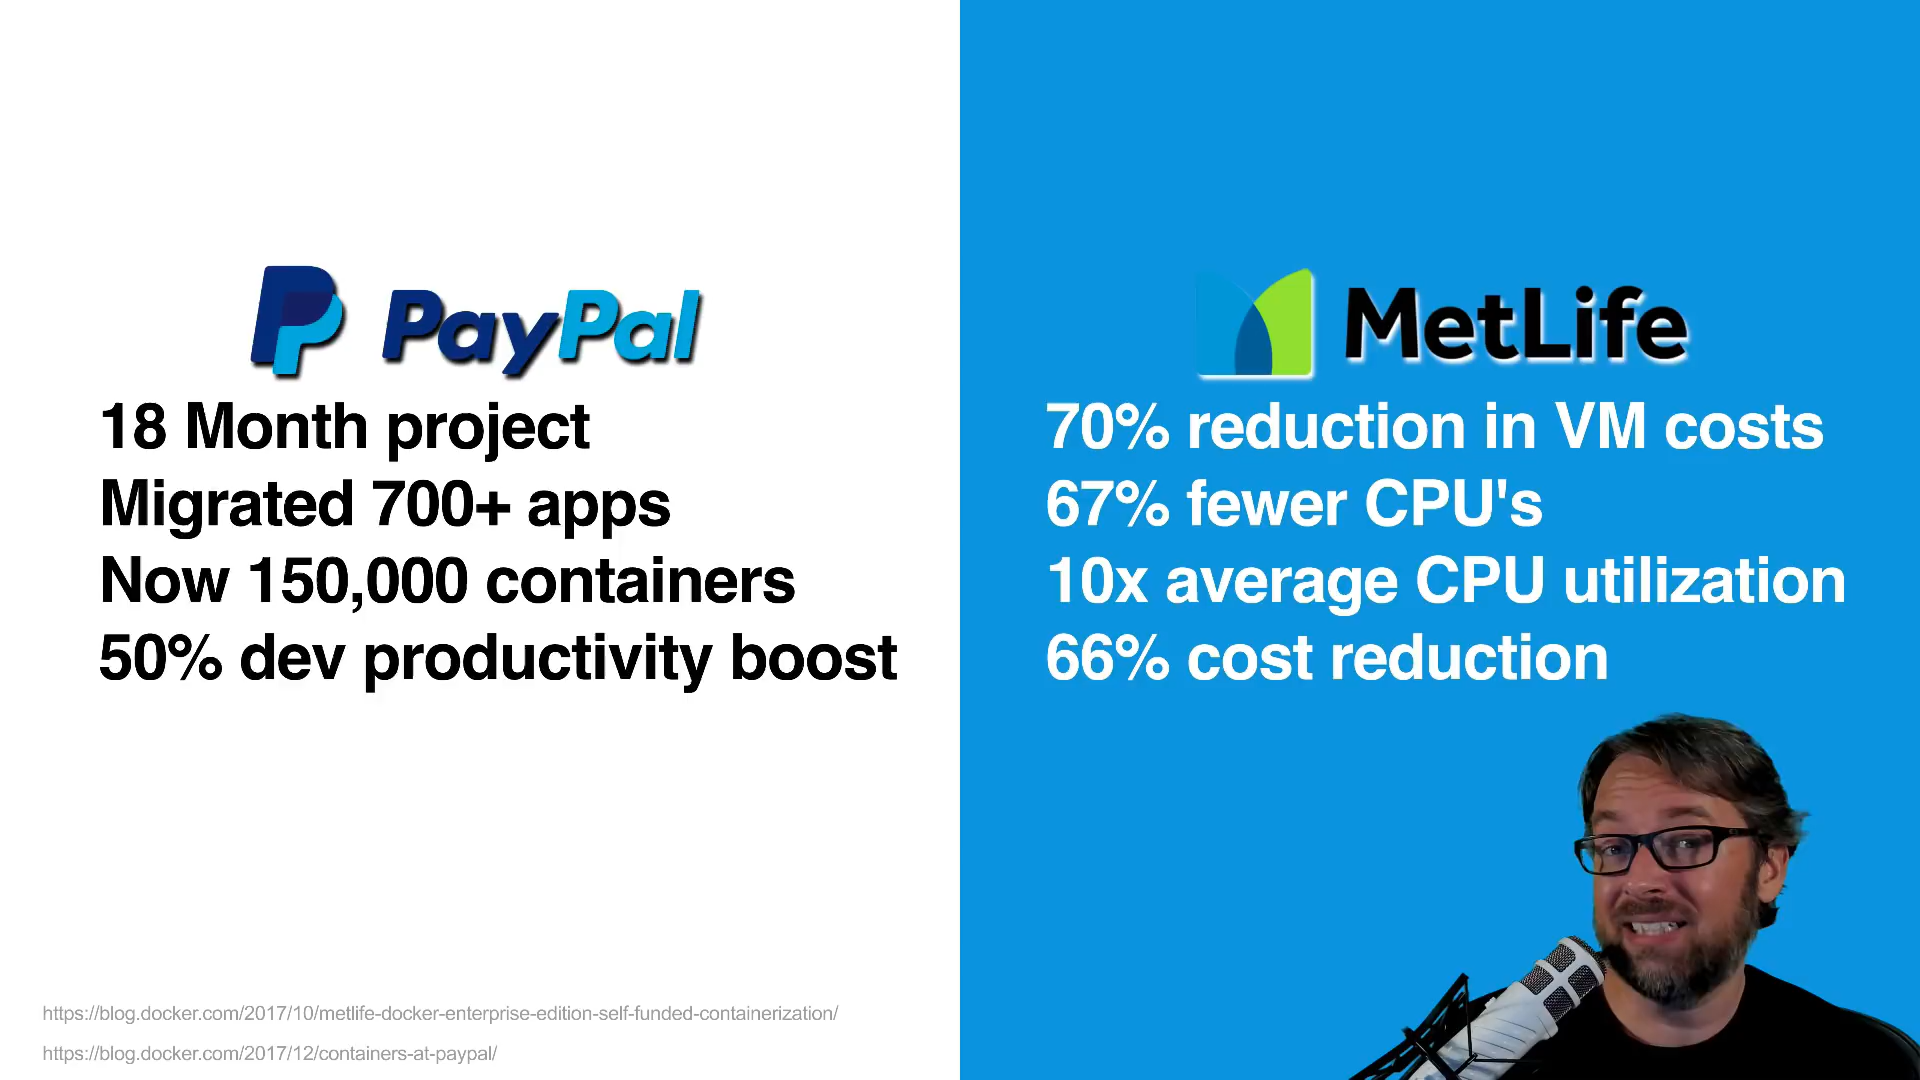 PayPal
18 Month project
Migrated 700+ apps
Now 150,000 containers
50% dev productivity boost
MetLife
70% reduction in VM costs
67% fewer CPU's
10x average CPU utilization
66% cost reduction
https://blog.docker.com/2017/10/metlife-docker-enterprise-edition-self-funded-containerization/
https://blog.docker.com/2017/12/containers-at-paypal/